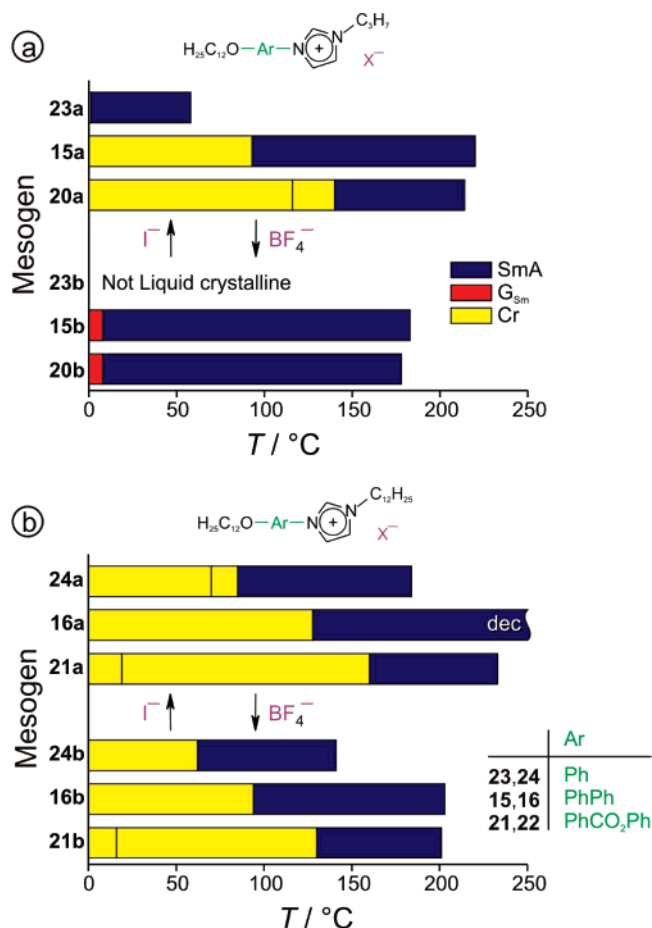 a
C3H7
H25C12O–Ar–N N
+
X−
23a
15a
20a
I− BF4−
23b Not Liquid crystalline
15b
20b
Mesogen
SmA
GSm
Cr
0 50 100 150 200 250
T / °C
b
C12H25
H25C12O–Ar–N N
+
X−
24a
16a dec
21a
I− BF4−
24b
16b
21b
Mesogen
Ar
23,24 Ph
15,16 PhPh
21,22 PhCO2Ph
0 50 100 150 200 250
T / °C